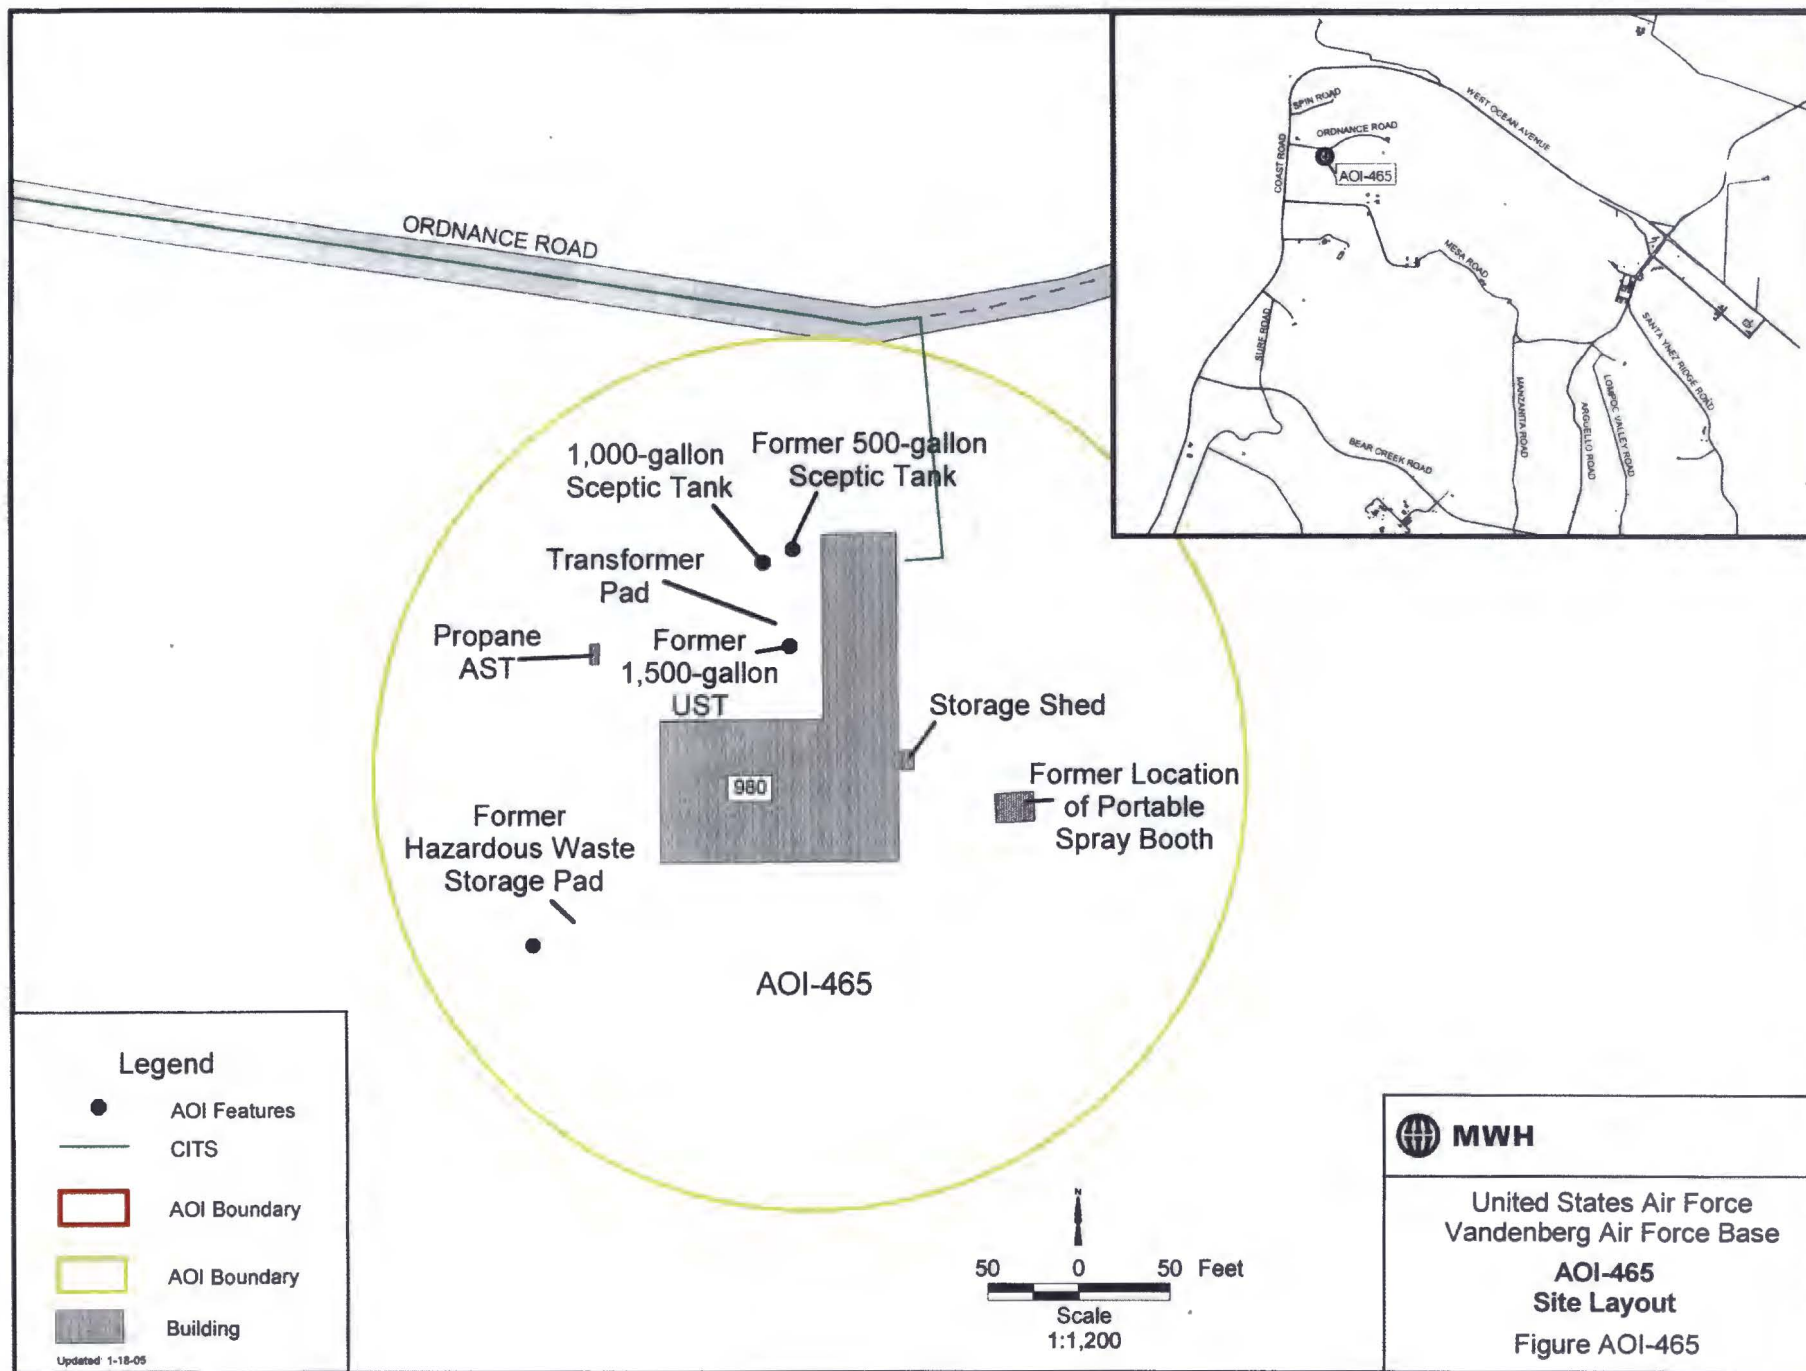 ORDNANCE ROAD
1,000-gallon
Sceptic Tank
Former 500-gallon
Sceptic Tank
Transformer
Pad
Propane
AST
Former
1,500-gallon
UST
Storage Shed
980
Former Location
of Portable
Spray Booth
Former
Hazardous Waste
Storage Pad
AOI-465
SPIN ROAD
ORDNANCE ROAD
WEST OCEAN AVENUE
COAST ROAD
AOI-465
MESA ROAD
SURF ROAD
SANTA YNEZ RIDGE ROAD
MANZANITA ROAD
ARGUELLO ROAD
LOMPOC VALLEY ROAD
BEAR CREEK ROAD
Legend
AOI Features
CITS
AOI Boundary
AOI Boundary
Building
Updated: 1-18-05
N
50 0 50 Feet
Scale
1:1,200
MWH
United States Air Force
Vandenberg Air Force Base
AOI-465
Site Layout
Figure AOI-465